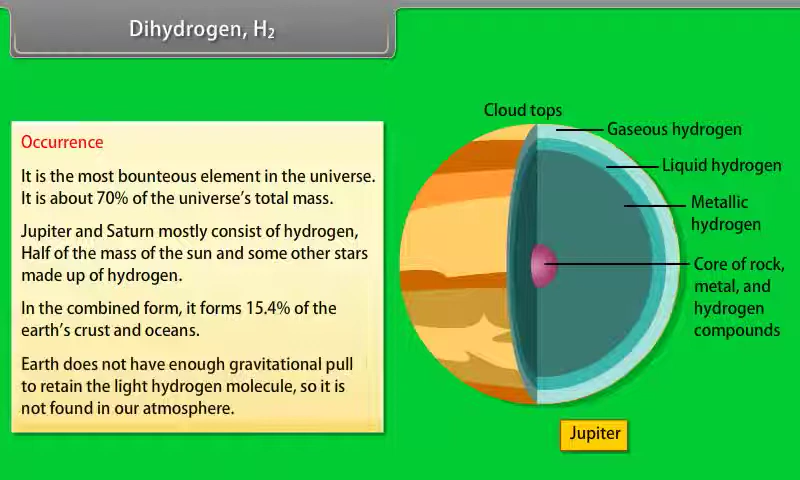 Dihydrogen, H₂
Occurrence
It is the most bounteous element in the universe.
It is about 70% of the universe's total mass.
Jupiter and Saturn mostly consist of hydrogen,
Half of the mass of the sun and some other stars
made up of hydrogen.
In the combined form, it forms 15.4% of the
earth's crust and oceans.
Earth does not have enough gravitational pull
to retain the light hydrogen molecule, so it is
not found in our atmosphere.
Cloud tops
Gaseous hydrogen
Liquid hydrogen
Metallic
hydrogen
Core of rock,
metal, and
hydrogen
compounds
Jupiter